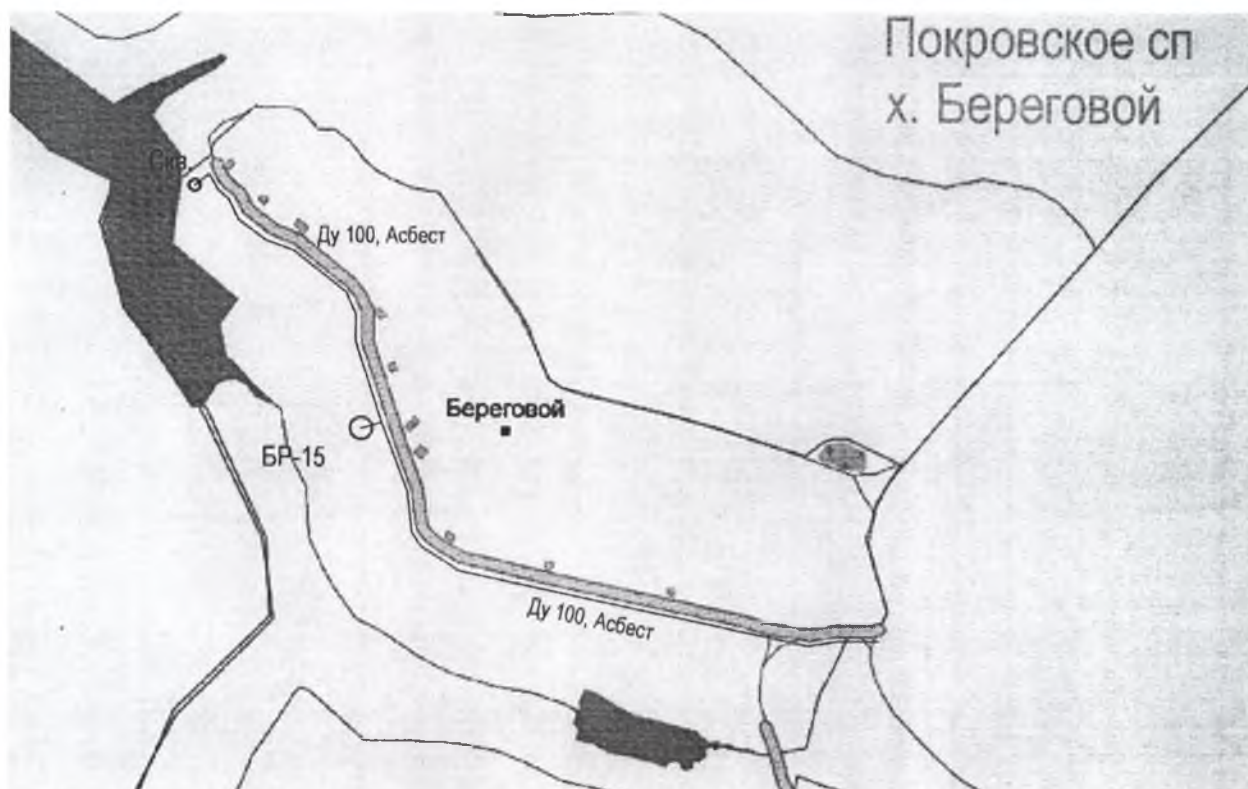 Покровское сп
х. Береговой
Скв.
Ду 100, Асбест
Береговой
БР-15
Ду 100, Асбест